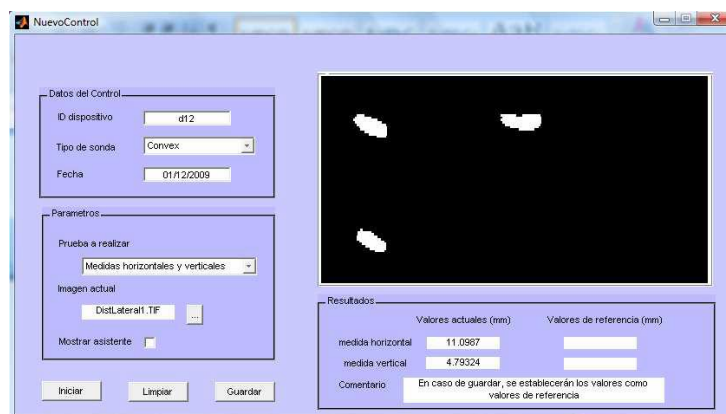 NuevoControl
Datos del Control
ID dispositivo d12
Tipo de sonda Convex
Fecha 01/12/2009
Parametros
Prueba a realizar
Medidas horizontales y verticales
Imagen actual
DistLateral1.TIF ...
Mostrar asistente
Iniciar Limpiar Guardar
Resultados
Valores actuales (mm) Valores de referencia (mm)
medida horizontal 11.0987
medida vertical 4.79324
Comentario En caso de guardar, se establecerán los valores como
valores de referencia